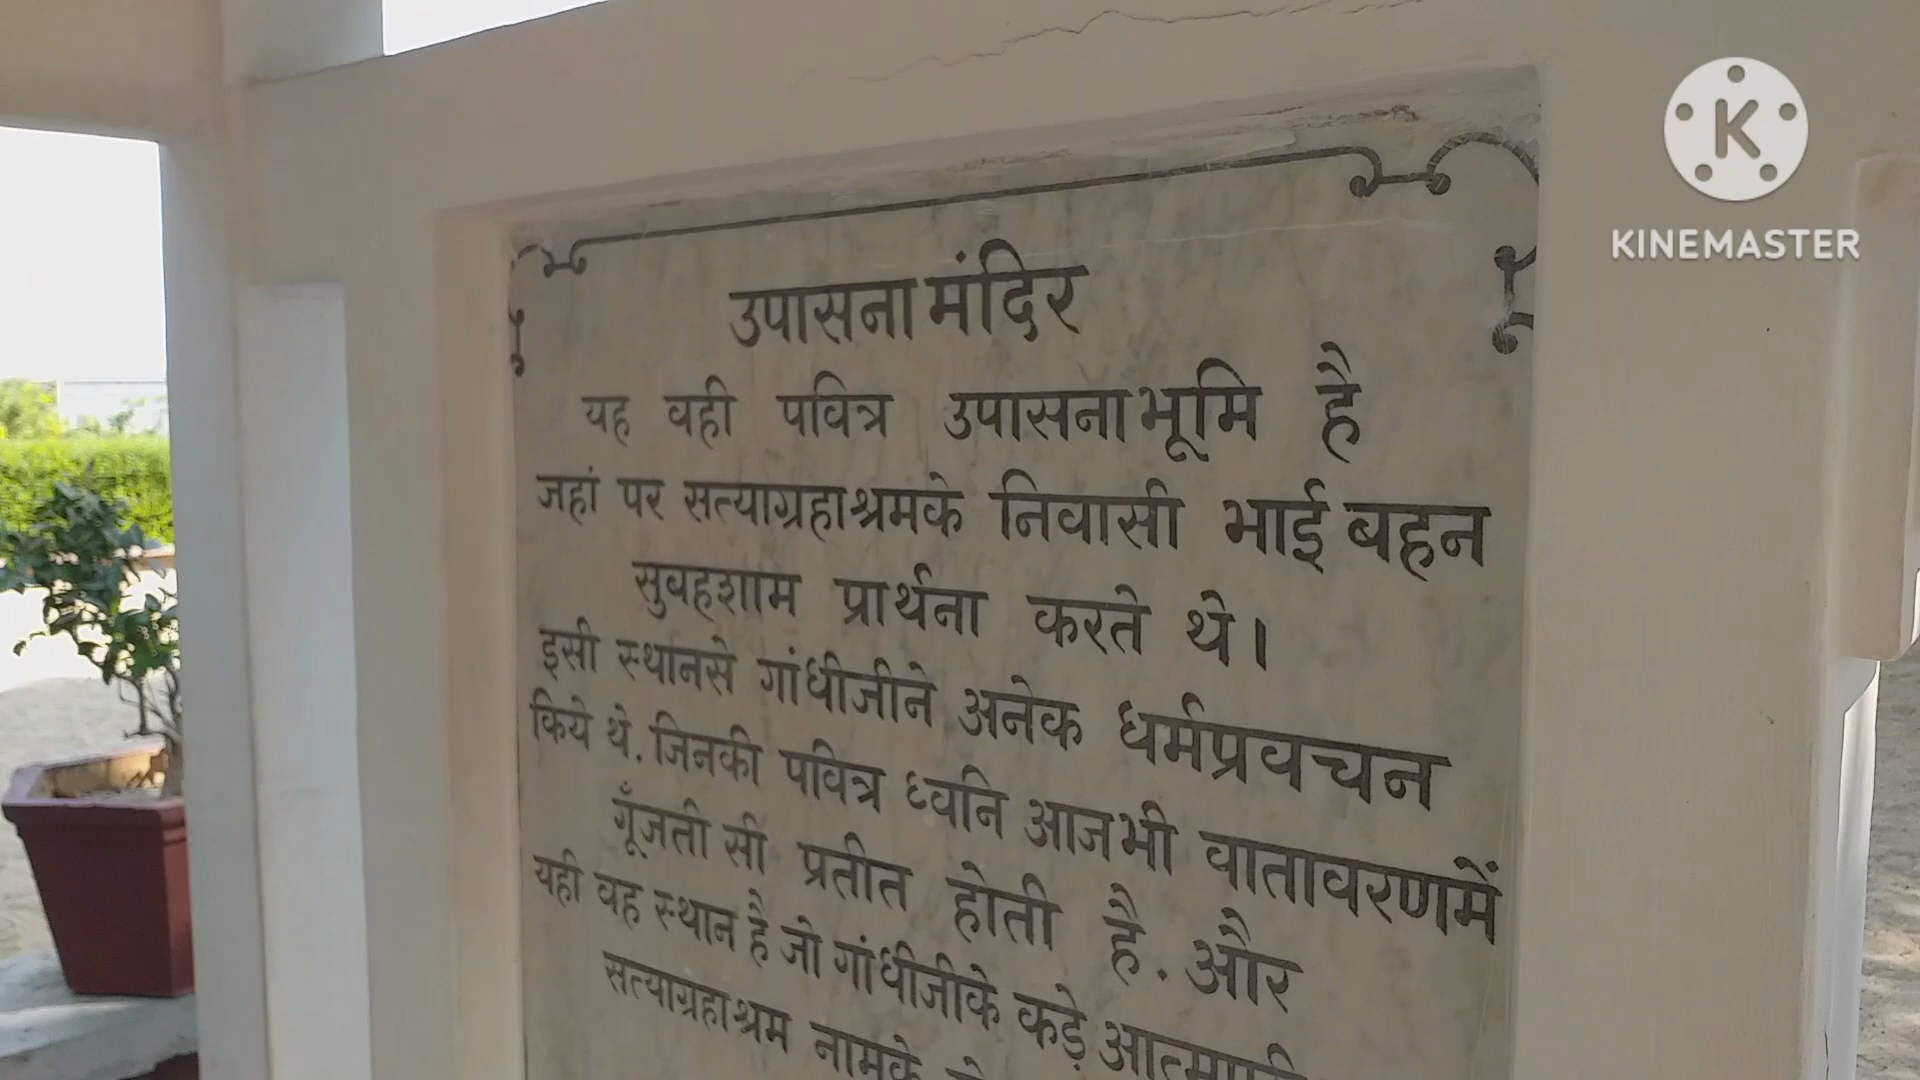 उपासना मंदिर
यह वही पवित्र उपासनाभूमि है
जहां पर सत्याग्रहाश्रमके निवासी भाई बहन
सुबहशाम प्रार्थना करते थे।
इसी स्थानसे गांधीजीने अनेक धर्मप्रवचन
किये थे. जिनकी पवित्र ध्वनि आजभी वातावरणमें
गूँजती सी प्रतीत होती है. और
यही वह स्थान है जो गांधीजीके कड़े
सत्याग्रहाश्रम नामके
K
KINEMASTER